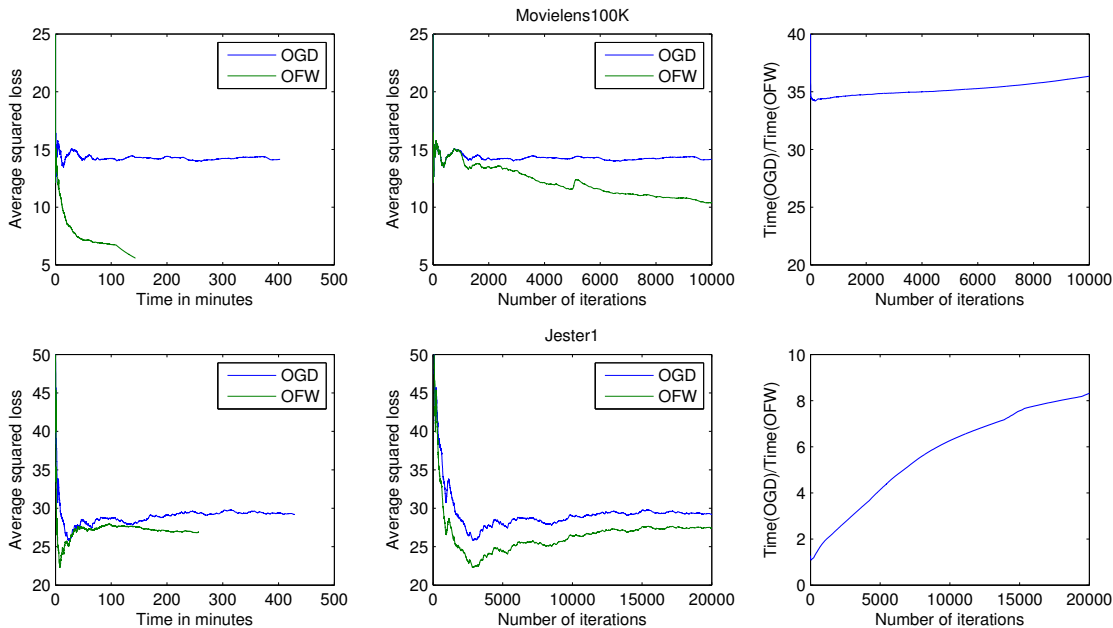 Movielens100K
Average squared loss
25
20
15
10
5
0 100 200 300 400 500
Time in minutes
OGD
OFW
Average squared loss
25
20
15
10
5
0 2000 4000 6000 8000 10000
Number of iterations
OGD
OFW
Time(OGD)/Time(OFW)
40
35
30
25
20
0 2000 4000 6000 8000 10000
Number of iterations
Jester1
Average squared loss
50
45
40
35
30
25
20
0 100 200 300 400 500
Time in minutes
OGD
OFW
Average squared loss
50
45
40
35
30
25
20
0 5000 10000 15000 20000
Number of iterations
OGD
OFW
Time(OGD)/Time(OFW)
10
8
6
4
2
0
0 5000 10000 15000 20000
Number of iterations